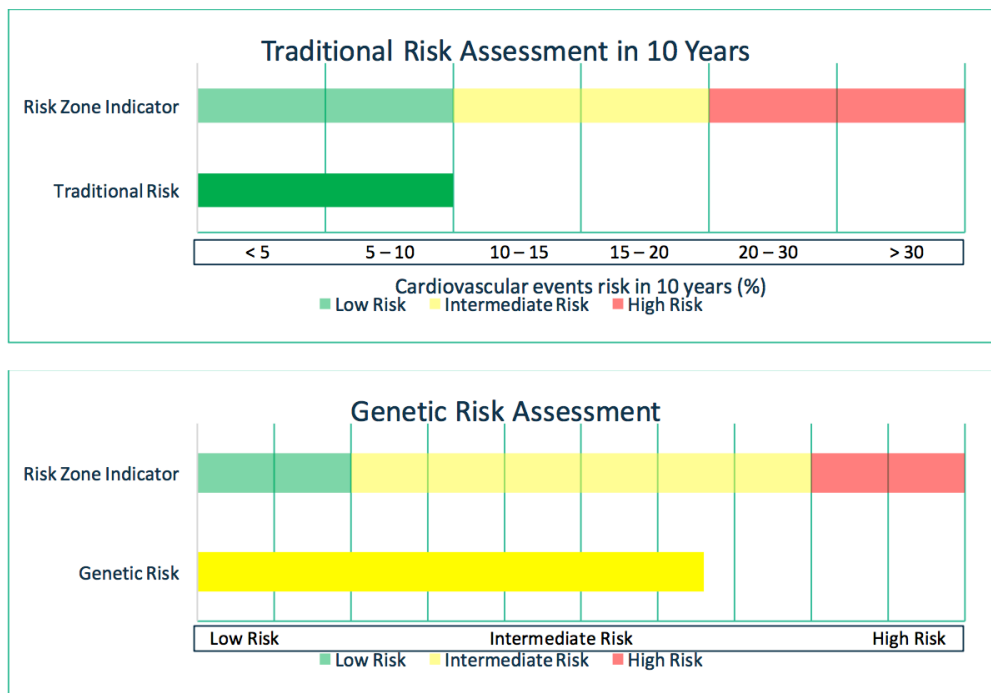 Traditional Risk Assessment in 10 Years
Risk Zone Indicator
Traditional Risk
< 5 5 – 10 10 – 15 15 – 20 20 – 30 > 30
Cardiovascular events risk in 10 years (%)
Low Risk Intermediate Risk High Risk
Genetic Risk Assessment
Risk Zone Indicator
Genetic Risk
Low Risk Intermediate Risk High Risk
Low Risk Intermediate Risk High Risk